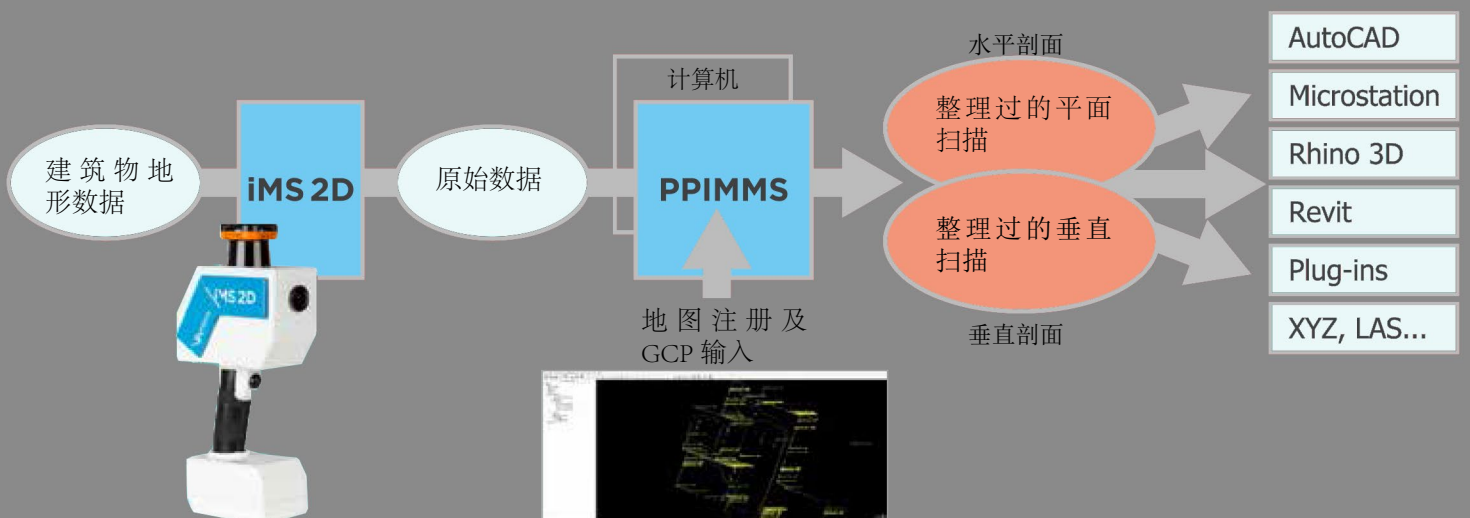 建筑物地
形数据
iMS 2D
iMS 2D
原始数据
计算机
PPIMMS
地图注册及
GCP 输入
水平剖面
整理过的平面
扫描
整理过的垂直
扫描
垂直剖面
AutoCAD
Microstation
Rhino 3D
Revit
Plug-ins
XYZ, LAS...